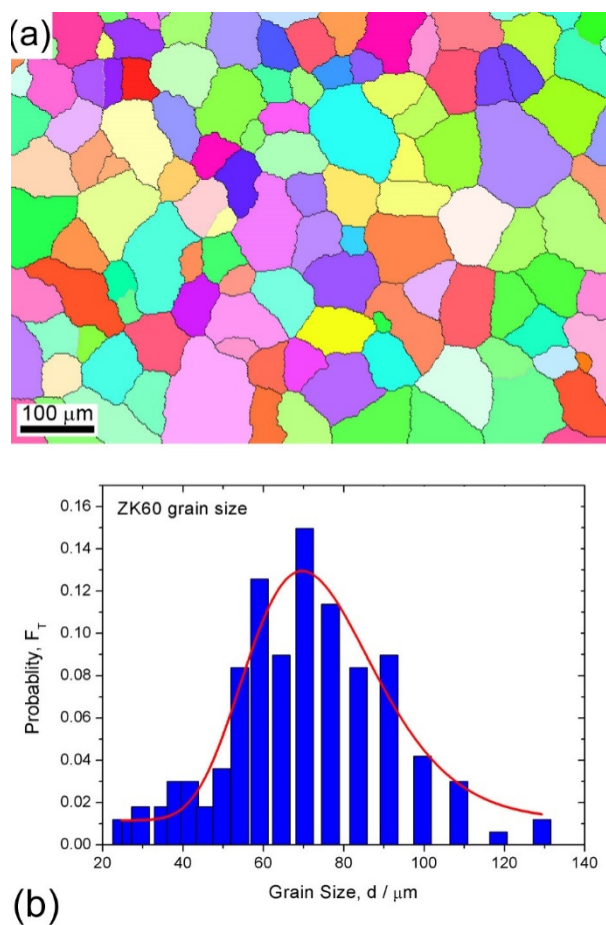 (a)
100 μm
ZK60 grain size
0.16
0.14
0.12
0.10
0.08
0.06
0.04
0.02
0.00
Probablity, F_T
20 40 60 80 100 120 140
Grain Size, d / μm
(b)